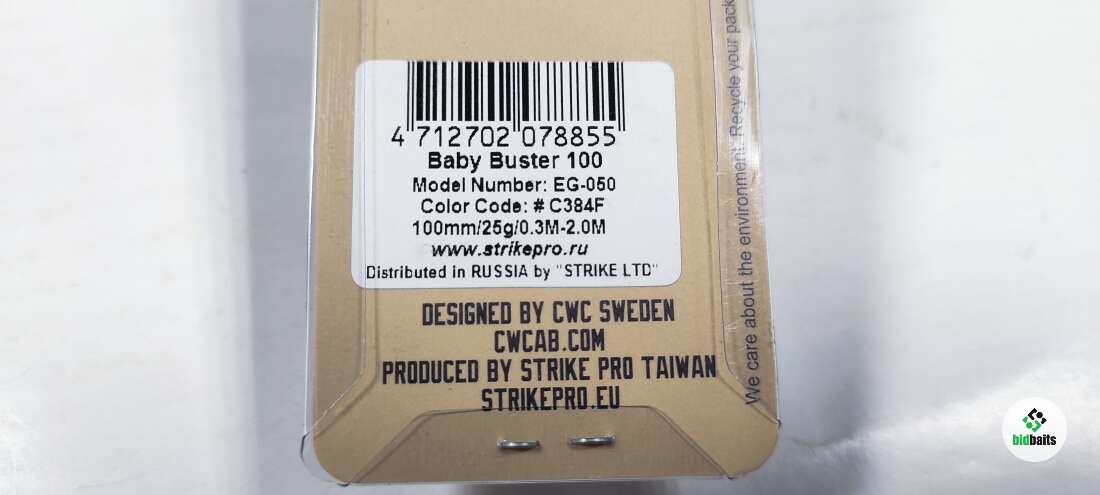 4 712702 078855
Baby Buster 100
Model Number: EG-050
Color Code: # C384F
100mm/25g/0.3M-2.0M
www.strikepro.ru
Distributed in RUSSIA by "STRIKE LTD"
DESIGNED BY CWC SWEDEN
CWCAB.COM
PRODUCED BY STRIKE PRO TAIWAN
STRIKEPRO.EU
We care about the environment. Recycle your pack
bidbaits